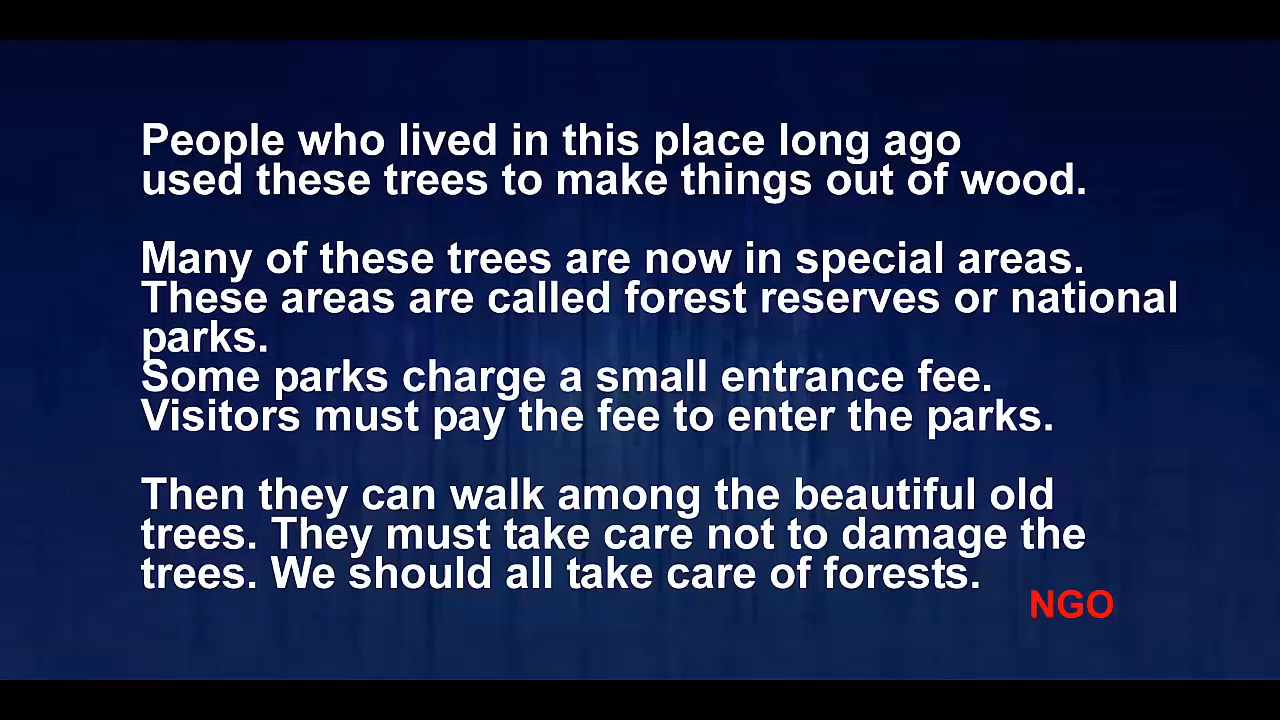 People who lived in this place long ago
used these trees to make things out of wood.
Many of these trees are now in special areas.
These areas are called forest reserves or national
parks.
Some parks charge a small entrance fee.
Visitors must pay the fee to enter the parks.
Then they can walk among the beautiful old
trees. They must take care not to damage the
trees. We should all take care of forests.
NGO